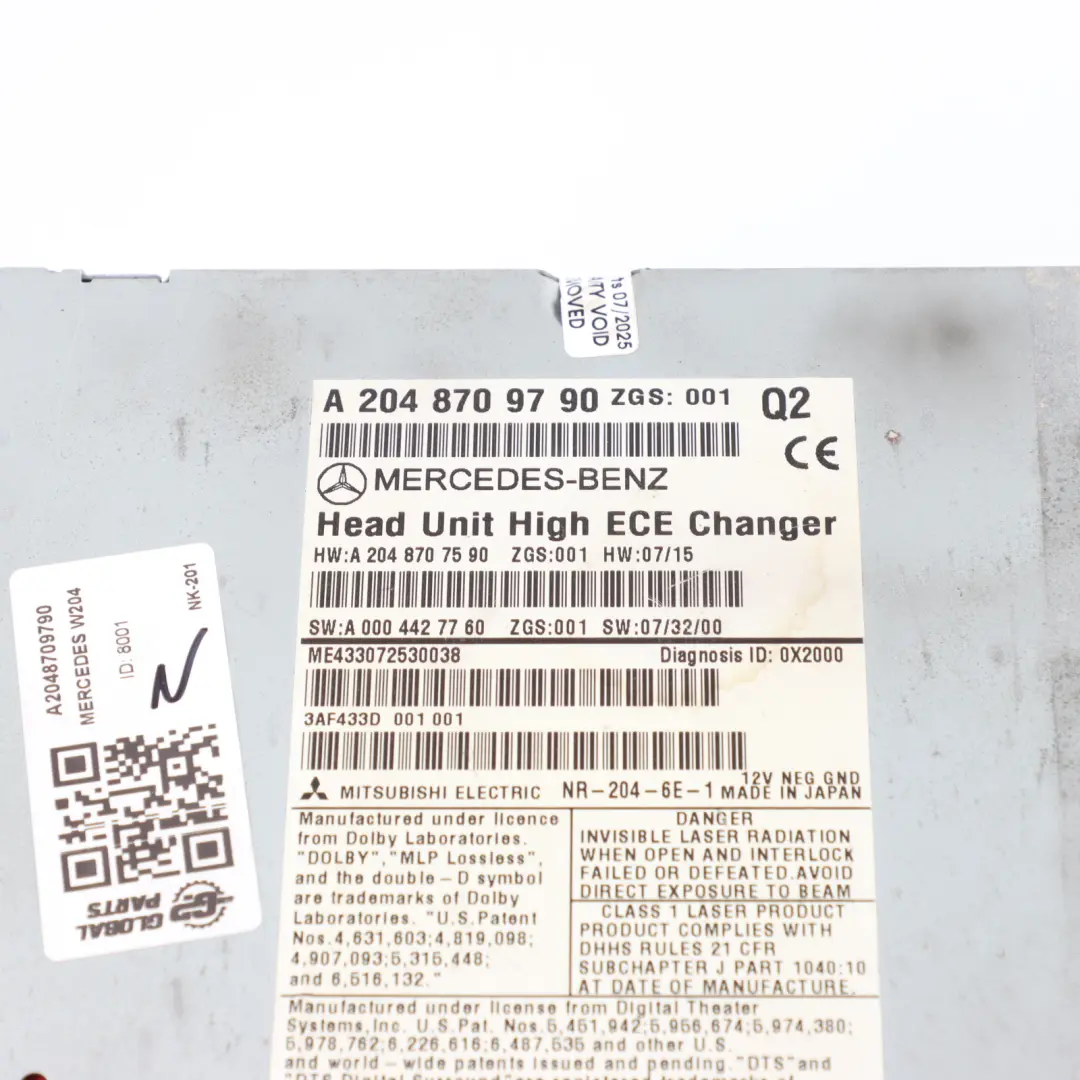 ts 07/2025
TY VOID
MOVED
A 204 870 97 90 ZGS: 001 Q2
CE
MERCEDES-BENZ
Head Unit High ECE Changer
HW:A 204 870 75 90 ZGS:001 HW:07/15
SW:A 000 442 77 60 ZGS:001 SW:07/32/00
ME433072530038 Diagnosis ID: 0X2000
3AF433D 001 001
MITSUBISHI ELECTRIC NR-204-6E-1 12V NEG GND
MADE IN JAPAN
Manufactured under licence
from Dolby Laboratories.
"DOLBY","MLP Lossless",
and the double-D symbol
are trademarks of Dolby
Laboratories. "U.S.Patent
Nos.4,631,603;4,819,098;
4,907,093;5,315,448;
and 6,516,132."
DANGER
INVISIBLE LASER RADIATION
WHEN OPEN AND INTERLOCK
FAILED OR DEFEATED.AVOID
DIRECT EXPOSURE TO BEAM
CLASS 1 LASER PRODUCT
PRODUCT COMPLIES WITH
DHHS RULES 21 CFR
SUBCHAPTER J PART 1040:10
AT DATE OF MANUFACTURE.
Manufactured under license from Digital Theater
Systems,Inc. U.S.Pat. Nos.5,451,942;5,956,674;5,974,380;
5,978,762;6,226,616;6,487,535 and other U.S.
and world-wide patents issued and pending."DTS"and
"DTS Digital Surround"are registered trademarks of
A2048709790
MERCEDES W204
ID: 8001
NK-201
N
GLOBAL
PARTS